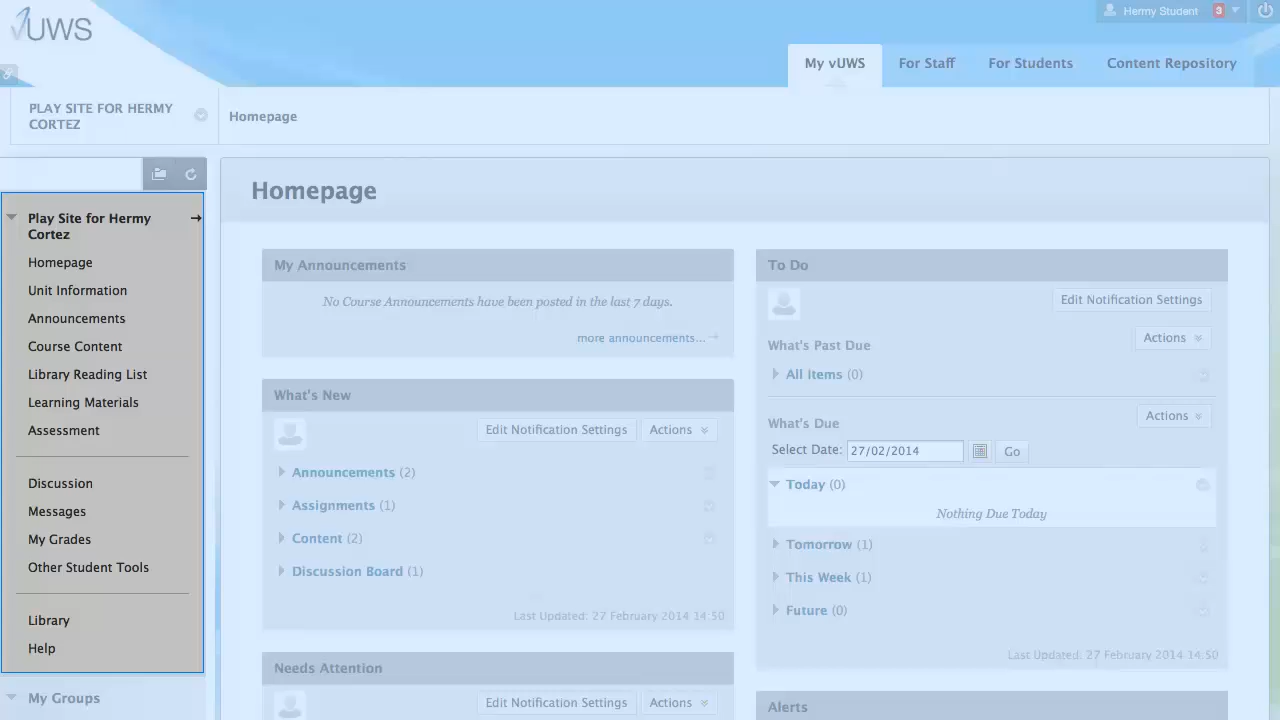 vUWS
Hermy Student 3
My vUWS
For Staff
For Students
Content Repository
PLAY SITE FOR HERMY
CORTEZ
Homepage
Play Site for Hermy
Cortez
Homepage
Unit Information
Announcements
Course Content
Library Reading List
Learning Materials
Assessment
Discussion
Messages
My Grades
Other Student Tools
Library
Help
My Groups
Homepage
My Announcements
No Course Announcements have been posted in the last 7 days.
more announcements...
What's New
Edit Notification Settings
Actions
Announcements (2)
Assignments (1)
Content (2)
Discussion Board (1)
Last Updated: 27 February 2014 14:50
Needs Attention
Edit Notification Settings
Actions
To Do
Edit Notification Settings
What's Past Due
Actions
All Items (0)
What's Due
Actions
Select Date: 27/02/2014 Go
Today (0)
Nothing Due Today
Tomorrow (1)
This Week (1)
Future (0)
Last Updated: 27 February 2014 14:50
Alerts